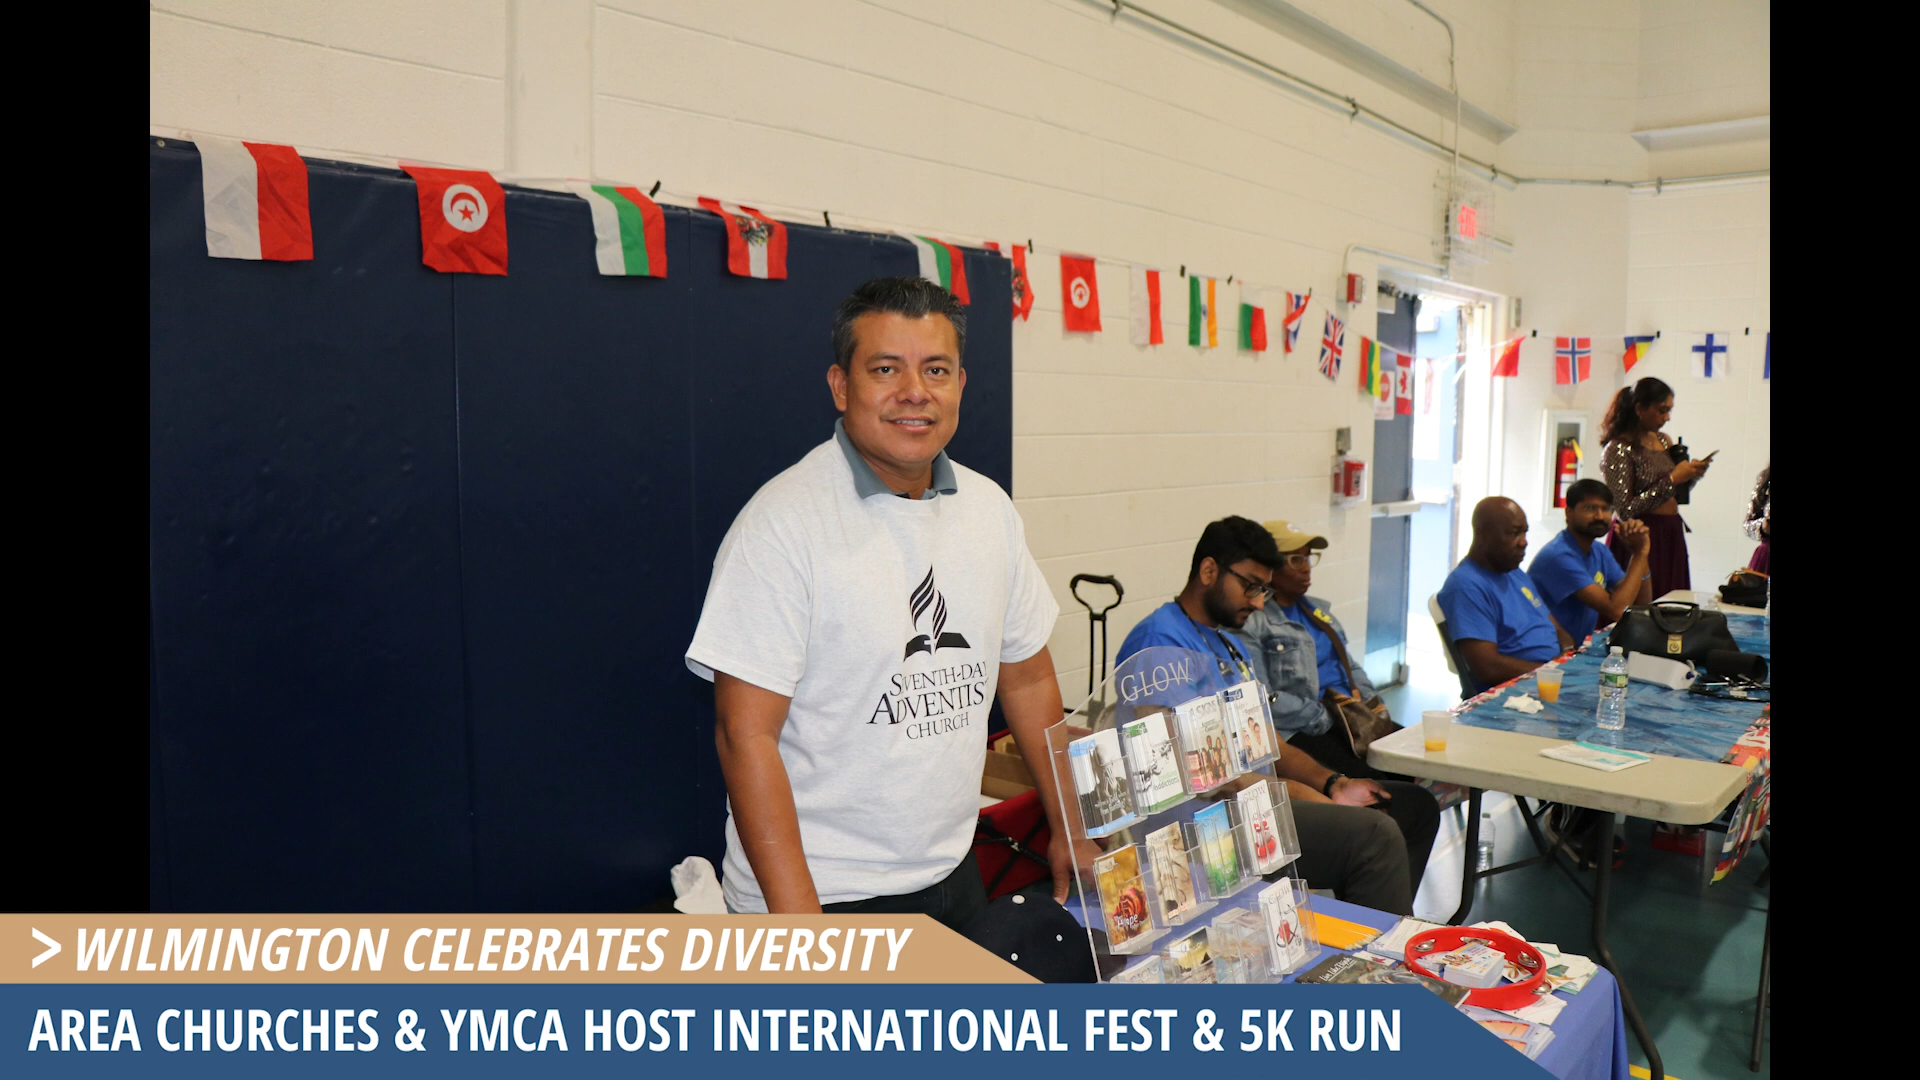 EXIT
SEVENTH-DAY
ADVENTIST
CHURCH
GLOW
> WILMINGTON CELEBRATES DIVERSITY
AREA CHURCHES & YMCA HOST INTERNATIONAL FEST & 5K RUN